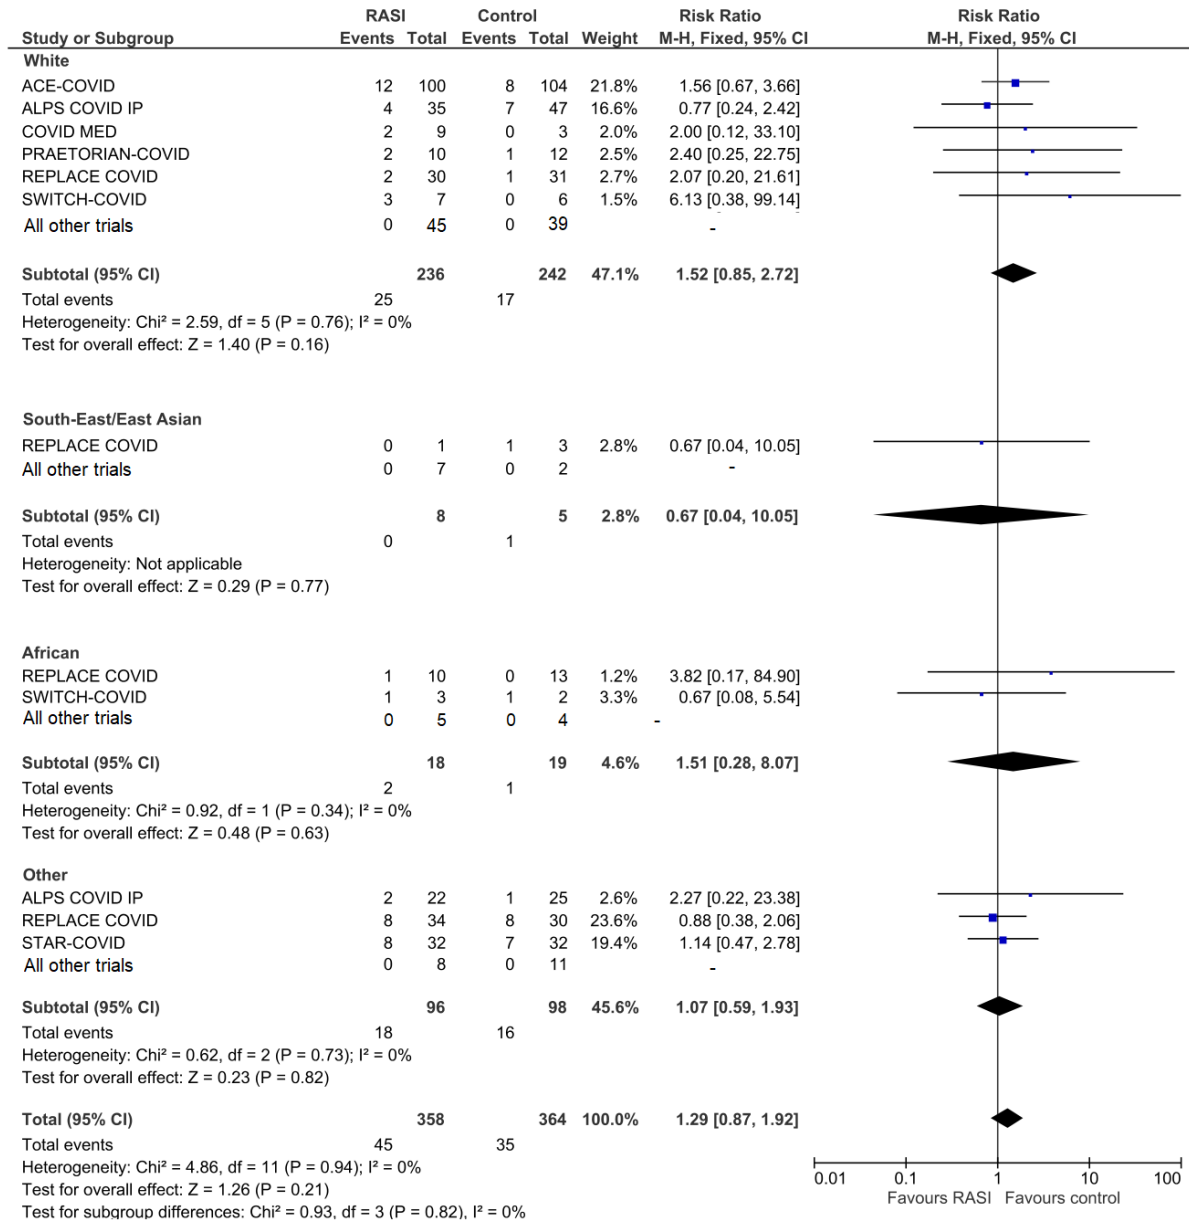 RASI Control Risk Ratio Risk Ratio
Study or Subgroup Events Total Events Total Weight M-H, Fixed, 95% CI M-H, Fixed, 95% CI
White
ACE-COVID 12 100 8 104 21.8% 1.56 [0.67, 3.66]
ALPS COVID IP 4 35 7 47 16.6% 0.77 [0.24, 2.42]
COVID MED 2 9 0 3 2.0% 2.00 [0.12, 33.10]
PRAETORIAN-COVID 2 10 1 12 2.5% 2.40 [0.25, 22.75]
REPLACE COVID 2 30 1 31 2.7% 2.07 [0.20, 21.61]
SWITCH-COVID 3 7 0 6 1.5% 6.13 [0.38, 99.14]
All other trials 0 45 0 39 -
Subtotal (95% CI) 236 242 47.1% 1.52 [0.85, 2.72]
Total events 25 17
Heterogeneity: Chi² = 2.59, df = 5 (P = 0.76); I² = 0%
Test for overall effect: Z = 1.40 (P = 0.16)
South-East/East Asian
REPLACE COVID 0 1 1 3 2.8% 0.67 [0.04, 10.05]
All other trials 0 7 0 2 -
Subtotal (95% CI) 8 5 2.8% 0.67 [0.04, 10.05]
Total events 0 1
Heterogeneity: Not applicable
Test for overall effect: Z = 0.29 (P = 0.77)
African
REPLACE COVID 1 10 0 13 1.2% 3.82 [0.17, 84.90]
SWITCH-COVID 1 3 1 2 3.3% 0.67 [0.08, 5.54]
All other trials 0 5 0 4 -
Subtotal (95% CI) 18 19 4.6% 1.51 [0.28, 8.07]
Total events 2 1
Heterogeneity: Chi² = 0.92, df = 1 (P = 0.34); I² = 0%
Test for overall effect: Z = 0.48 (P = 0.63)
Other
ALPS COVID IP 2 22 1 25 2.6% 2.27 [0.22, 23.38]
REPLACE COVID 8 34 8 30 23.6% 0.88 [0.38, 2.06]
STAR-COVID 8 32 7 32 19.4% 1.14 [0.47, 2.78]
All other trials 0 8 0 11 -
Subtotal (95% CI) 96 98 45.6% 1.07 [0.59, 1.93]
Total events 18 16
Heterogeneity: Chi² = 0.62, df = 2 (P = 0.73); I² = 0%
Test for overall effect: Z = 0.23 (P = 0.82)
Total (95% CI) 358 364 100.0% 1.29 [0.87, 1.92]
Total events 45 35
Heterogeneity: Chi² = 4.86, df = 11 (P = 0.94); I² = 0%
Test for overall effect: Z = 1.26 (P = 0.21)
Test for subgroup differences: Chi² = 0.93, df = 3 (P = 0.82), I² = 0%
0.01 0.1 1 10 100
Favours RASI Favours control